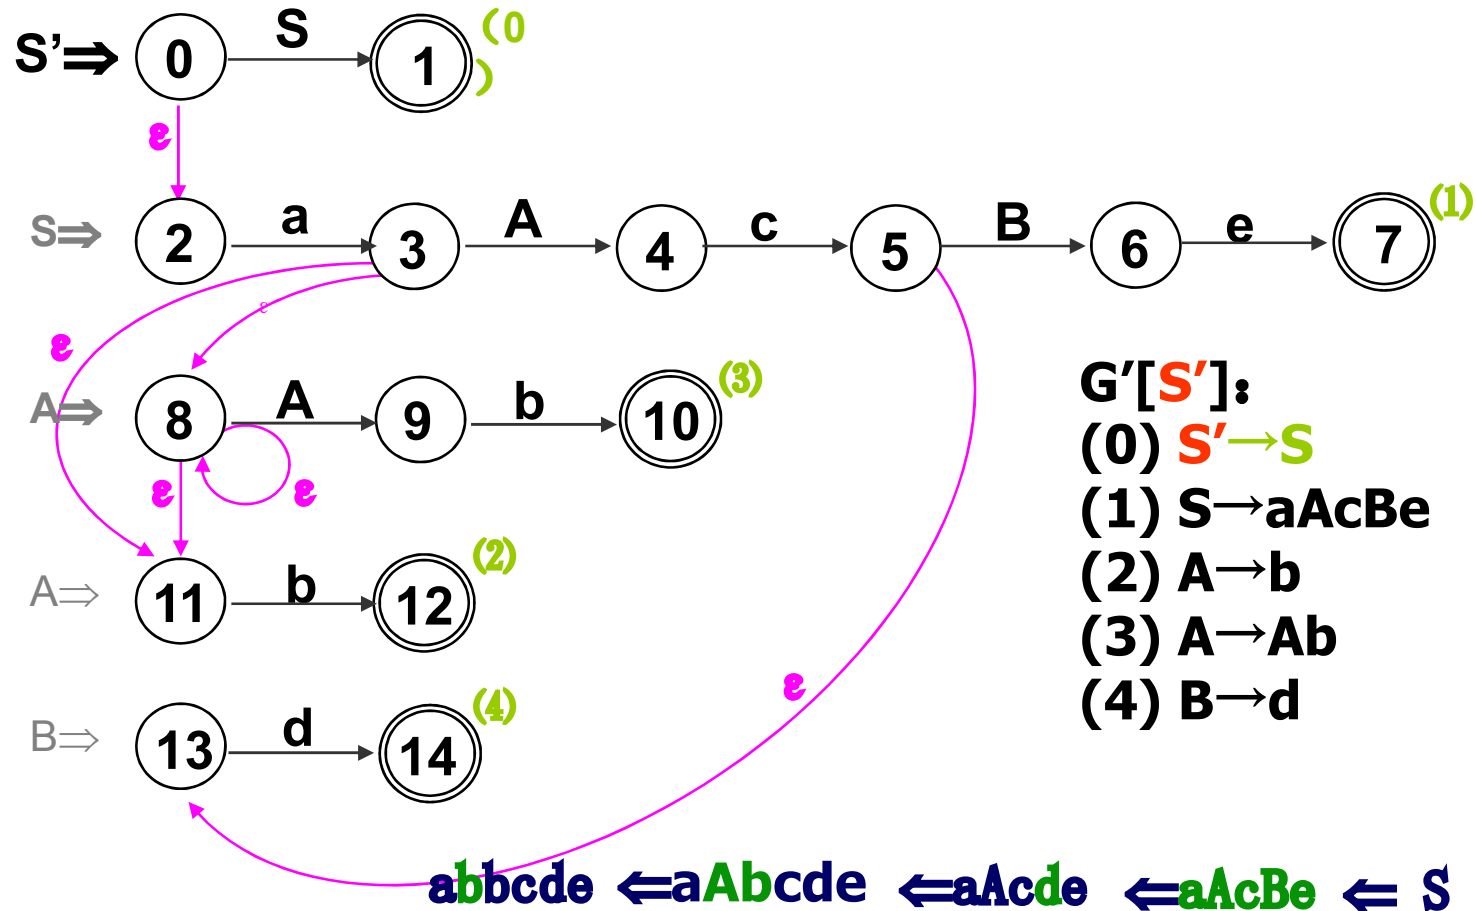 S’⇒ 0 S 1 (0
)
ε
S⇒ 2 a 3 A 4 c 5 B 6 e 7 (1)
ε
ε
A⇒ 8 A 9 b 10 (3)
ε ε
A⇒ 11 b 12 (2)
ε
B⇒ 13 d 14 (4)
G′[S′]:
(0) S′→S
(1) S→aAcBe
(2) A→b
(3) A→Ab
(4) B→d
abbcde ⇐aAbcde ⇐aAcde ⇐aAcBe ⇐ S